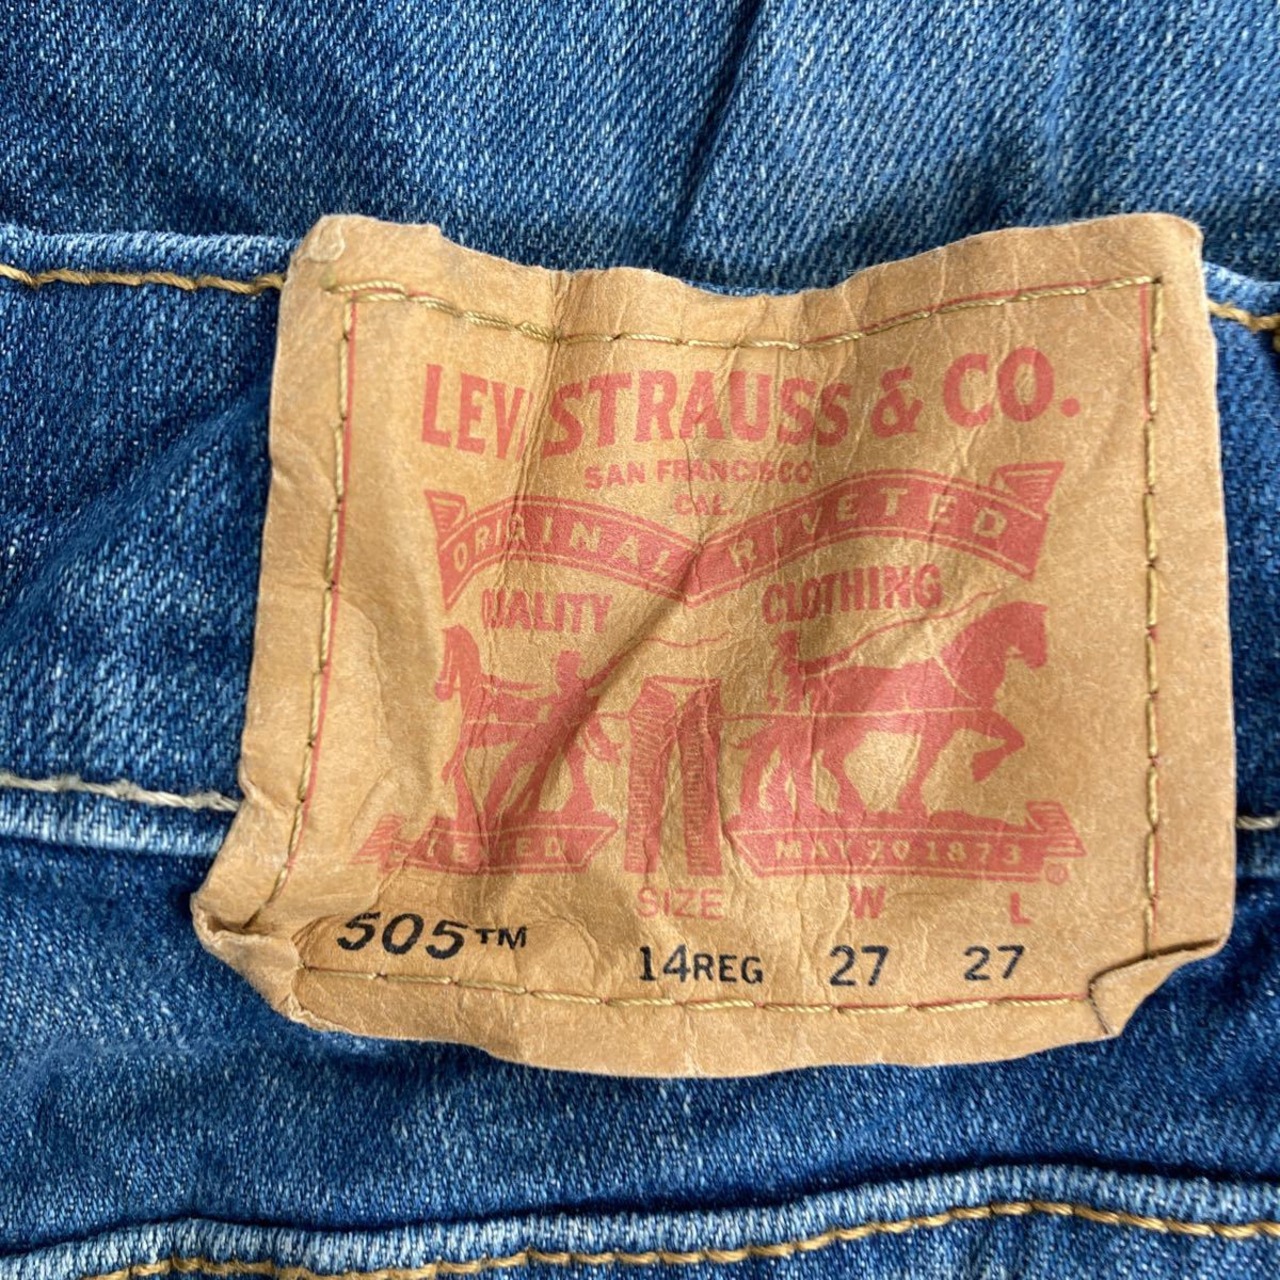 LEVI STRAUSS & CO.
SAN FRANCISCO
CAL.
ORIGINAL RIVETED
QUALITY CLOTHING
MAY 20 1873
®
SIZE W L
505™ 14REG 27 27